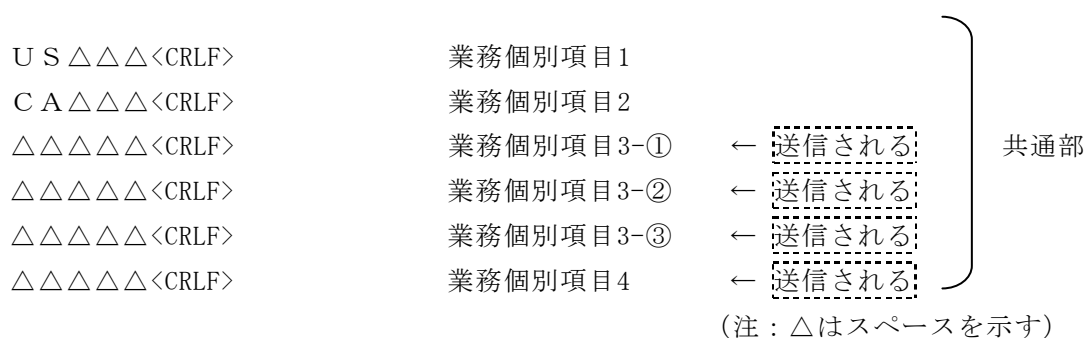 ＵＳ△△△<CRLF> 業務個別項目1
ＣＡ△△△<CRLF> 業務個別項目2
△△△△△<CRLF> 業務個別項目3-① ← 送信される 共通部
△△△△△<CRLF> 業務個別項目3-② ← 送信される
△△△△△<CRLF> 業務個別項目3-③ ← 送信される
△△△△△<CRLF> 業務個別項目4 ← 送信される
（注：△はスペースを示す）